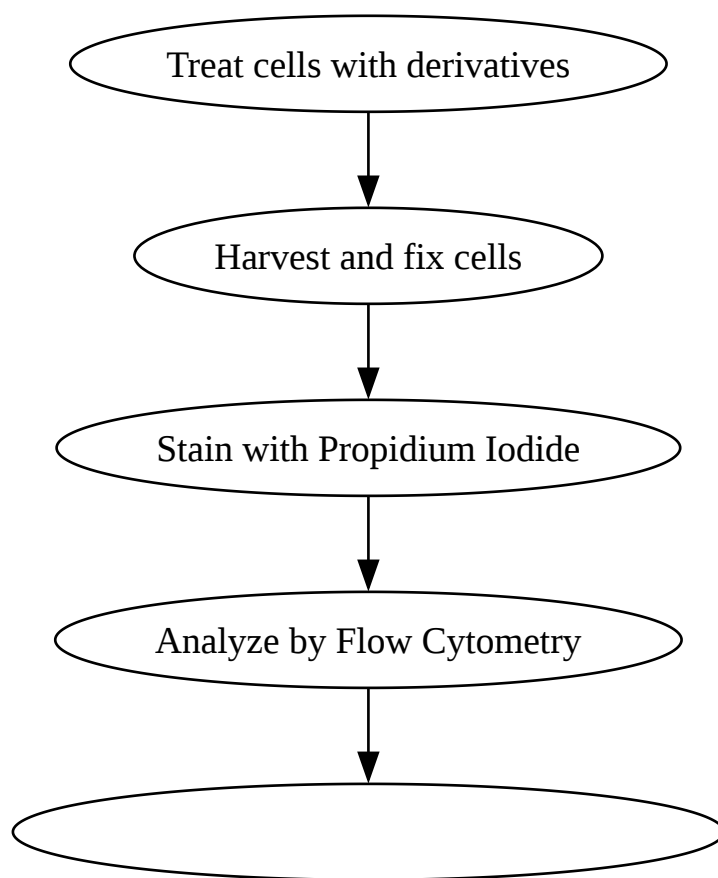 Treat cells with derivatives
Harvest and fix cells
Stain with Propidium Iodide
Analyze by Flow Cytometry